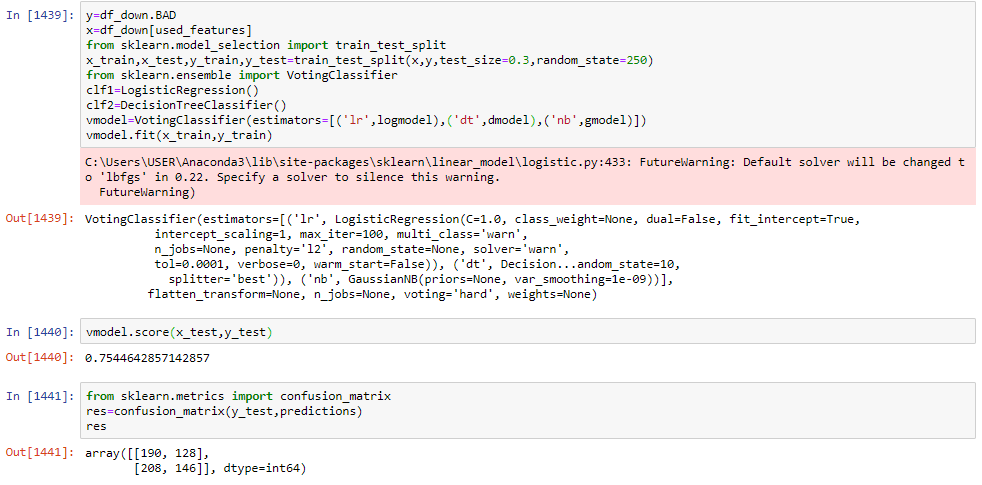 In [1439]: y=df_down.BAD
x=df_down[used_features]
from sklearn.model_selection import train_test_split
x_train,x_test,y_train,y_test=train_test_split(x,y,test_size=0.3,random_state=250)
from sklearn.ensemble import VotingClassifier
clf1=LogisticRegression()
clf2=DecisionTreeClassifier()
vmodel=VotingClassifier(estimators=[('lr',logmodel),('dt',dmodel),('nb',gmodel)])
vmodel.fit(x_train,y_train)
C:\Users\USER\Anaconda3\lib\site-packages\sklearn\linear_model\logistic.py:433: FutureWarning: Default solver will be changed t
o 'lbfgs' in 0.22. Specify a solver to silence this warning.
FutureWarning)
Out[1439]: VotingClassifier(estimators=[('lr', LogisticRegression(C=1.0, class_weight=None, dual=False, fit_intercept=True,
intercept_scaling=1, max_iter=100, multi_class='warn',
n_jobs=None, penalty='l2', random_state=None, solver='warn',
tol=0.0001, verbose=0, warm_start=False)), ('dt', Decision...andom_state=10,
splitter='best')), ('nb', GaussianNB(priors=None, var_smoothing=1e-09))],
flatten_transform=None, n_jobs=None, voting='hard', weights=None)
In [1440]: vmodel.score(x_test,y_test)
Out[1440]: 0.7544642857142857
In [1441]: from sklearn.metrics import confusion_matrix
res=confusion_matrix(y_test,predictions)
res
Out[1441]: array([[190, 128],
[208, 146]], dtype=int64)